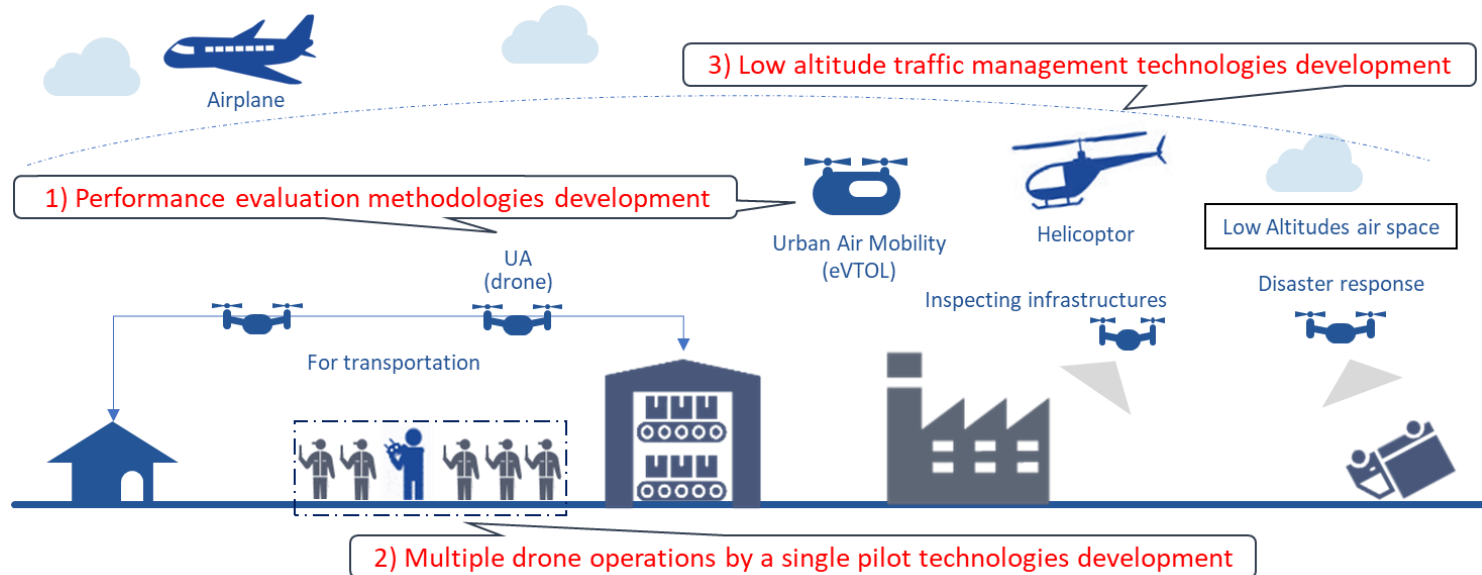 3) Low altitude traffic management technologies development
Airplane
1) Performance evaluation methodologies development
Urban Air Mobility
(eVTOL)
Helicoptor
Low Altitudes air space
UA
(drone)
Inspecting infrastructures
Disaster response
For transportation
2) Multiple drone operations by a single pilot technologies development